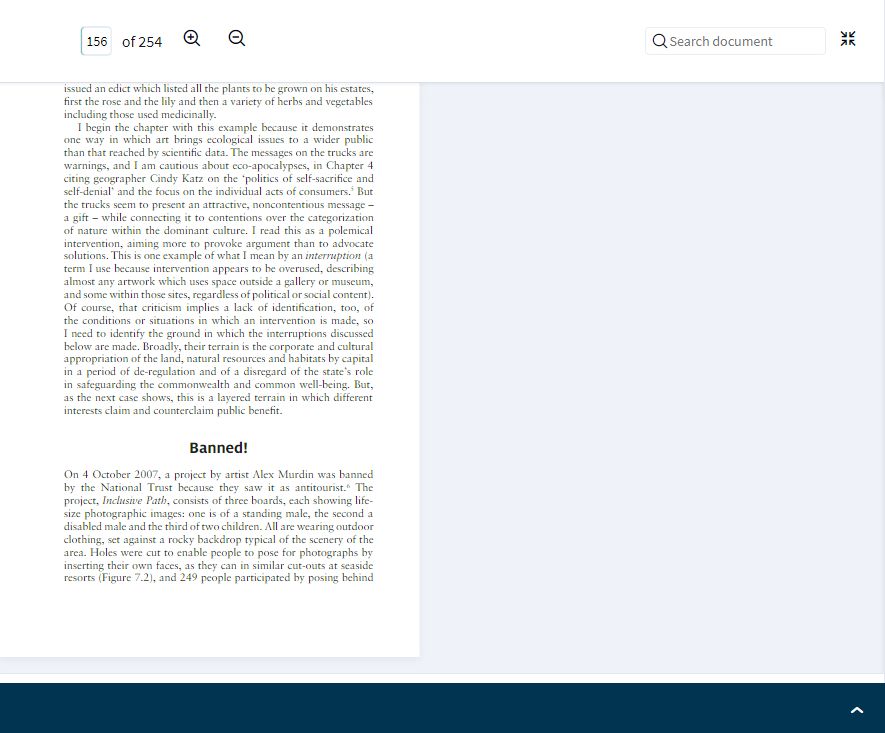 156 of 254 Search document
issued an edict which listed all the plants to be grown on his estates,
first the rose and the lily and then a variety of herbs and vegetables
including those used medicinally.
I begin the chapter with this example because it demonstrates
one way in which art brings ecological issues to a wider public
than that reached by scientific data. The messages on the trucks are
warnings, and I am cautious about eco-apocalypses, in Chapter 4
citing geographer Cindy Katz on the ‘politics of self-sacrifice and
self-denial’ and the focus on the individual acts of consumers.⁵ But
the trucks seem to present an attractive, noncontentious message –
a gift – while connecting it to contentions over the categorization
of nature within the dominant culture. I read this as a polemical
intervention, aiming more to provoke argument than to advocate
solutions. This is one example of what I mean by an interruption (a
term I use because intervention appears to be overused, describing
almost any artwork which uses space outside a gallery or museum,
and some within those sites, regardless of political or social content).
Of course, that criticism implies a lack of identification, too, of
the conditions or situations in which an intervention is made, so
I need to identify the ground in which the interruptions discussed
below are made. Broadly, their terrain is the corporate and cultural
appropriation of the land, natural resources and habitats by capital
in a period of de-regulation and of a disregard of the state’s role
in safeguarding the commonwealth and common well-being. But,
as the next case shows, this is a layered terrain in which different
interests claim and counterclaim public benefit.
Banned!
On 4 October 2007, a project by artist Alex Murdin was banned
by the National Trust because they saw it as antitourist.⁶ The
project, Inclusive Path, consists of three boards, each showing life-
size photographic images: one is of a standing male, the second a
disabled male and the third of two children. All are wearing outdoor
clothing, set against a rocky backdrop typical of the scenery of the
area. Holes were cut to enable people to pose for photographs by
inserting their own faces, as they can in similar cut-outs at seaside
resorts (Figure 7.2), and 249 people participated by posing behind